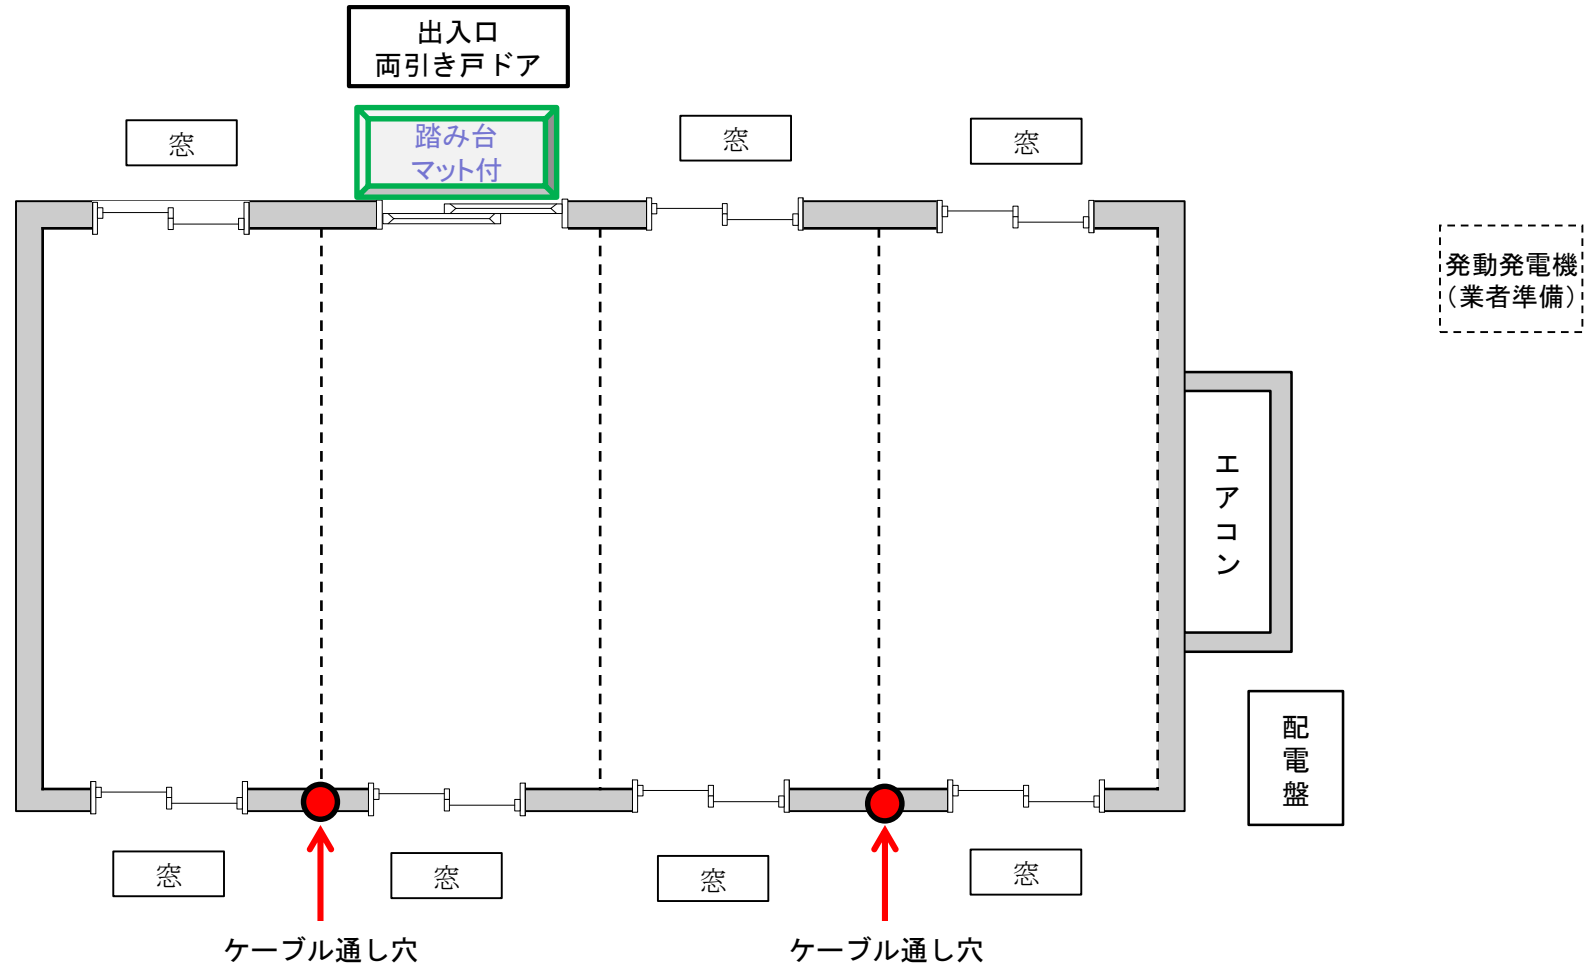 出入口
両引き戸ドア
踏み台
マット付
窓
窓
窓
発動発電機
（業者準備）
エアコン
配電盤
窓
窓
窓
窓
ケーブル通し穴
ケーブル通し穴